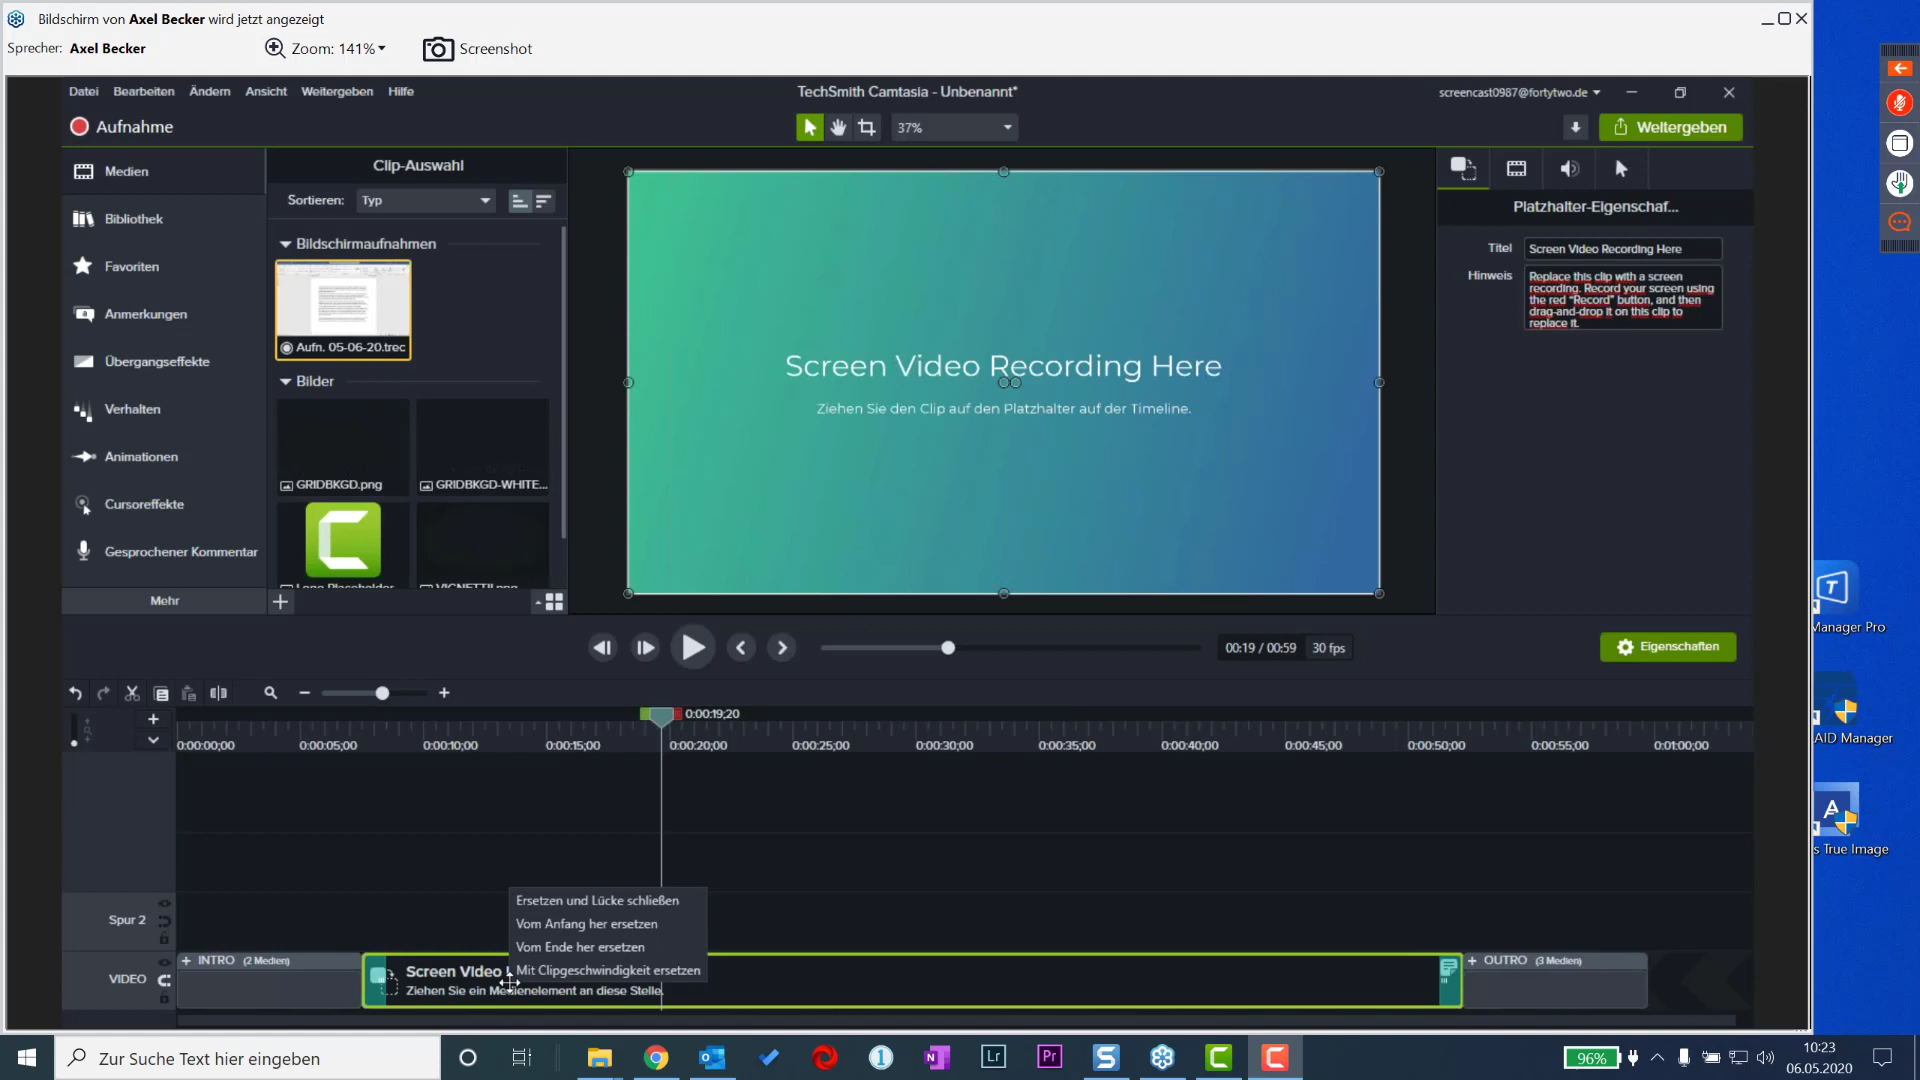 Bildschirm von Axel Becker wird jetzt angezeigt
Sprecher: Axel Becker
Zoom: 141%
Screenshot
Datei Bearbeiten Ändern Ansicht Weitergeben Hilfe
TechSmith Camtasia - Unbenannt*
screencast0987@fortytwo.de
Aufnahme
37%
Weitergeben
Medien
Bibliothek
Favoriten
Anmerkungen
Übergangseffekte
Verhalten
Animationen
Cursoreffekte
Gesprochener Kommentar
Mehr
Clip-Auswahl
Sortieren: Typ
Bildschirmaufnahmen
Aufn. 05-06-20.trec
Bilder
GRIDBKGD.png
GRIDBKGD-WHITE...
Screen Video Recording Here
Ziehen Sie den Clip auf den Platzhalter auf der Timeline.
Platzhalter-Eigenschaf...
Titel Screen Video Recording Here
Hinweis Replace this clip with a screen
recording. Record your screen using
the red "Record" button, and then
drag-and-drop it on this clip to
replace it.
00:19 / 00:59 30 fps
Eigenschaften
0:00:19;20
0:00:00;00 0:00:05;00 0:00:10;00 0:00:15;00 0:00:20;00 0:00:25;00 0:00:30;00 0:00:35;00 0:00:40;00 0:00:45;00 0:00:50;00 0:00:55;00 0:01:00;00
Spur 2
Ersetzen und Lücke schließen
Vom Anfang her ersetzen
Vom Ende her ersetzen
Mit Clipgeschwindigkeit ersetzen
VIDEO
+ INTRO (2 Medien)
Screen Video
Ziehen Sie ein Medienelement an diese Stelle.
+ OUTRO (3 Medien)
Manager Pro
AID Manager
s True Image
Zur Suche Text hier eingeben
Lr
Pr
96%
10:23
06.05.2020